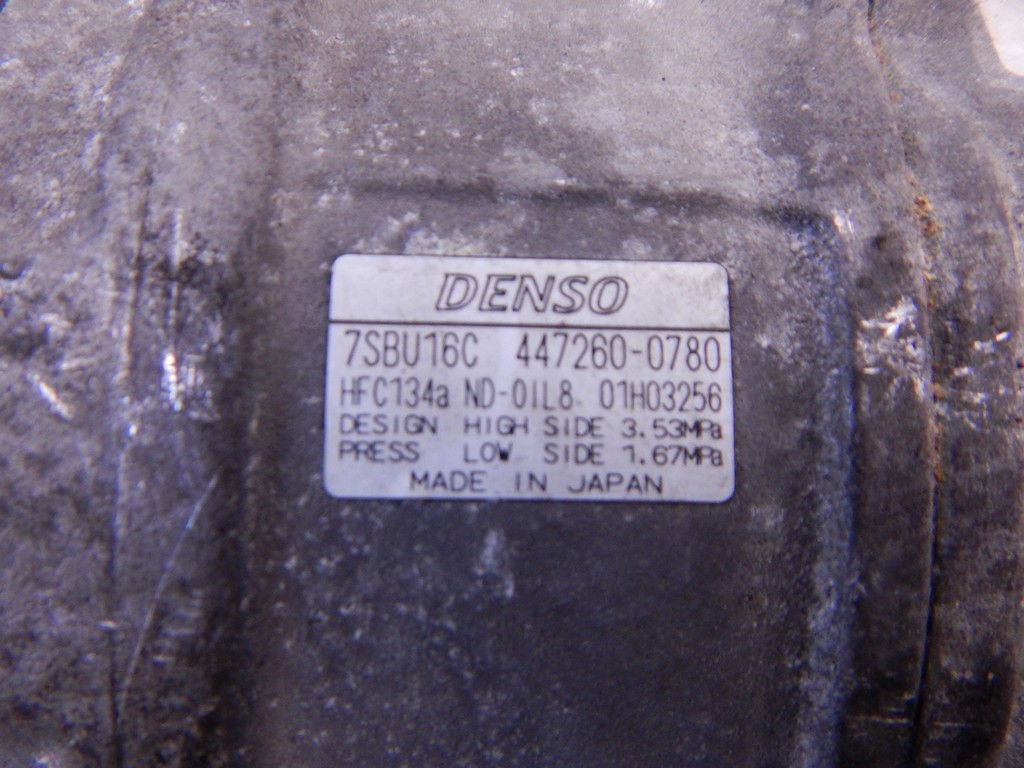 DENSO
7SBU16C 447260-0780
HFC134a ND-OIL8 01H03256
DESIGN HIGH SIDE 3.53MPa
PRESS LOW SIDE 1.67MPa
MADE IN JAPAN